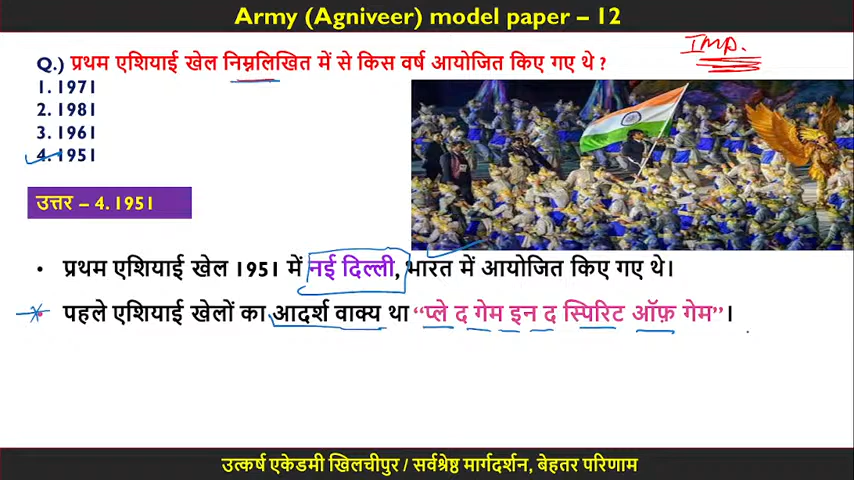 Army (Agniveer) model paper – 12
IMP.
Q.) प्रथम एशियाई खेल निम्नलिखित में से किस वर्ष आयोजित किए गए थे ?
1. 1971
2. 1981
3. 1961
4. 1951
उत्तर – 4. 1951
• प्रथम एशियाई खेल 1951 में नई दिल्ली, भारत में आयोजित किए गए थे।
• पहले एशियाई खेलों का आदर्श वाक्य था “प्ले द गेम इन द स्पिरिट ऑफ़ गेम”।
उत्कर्ष एकेडमी खिलचीपुर / सर्वश्रेष्ठ मार्गदर्शन, बेहतर परिणाम